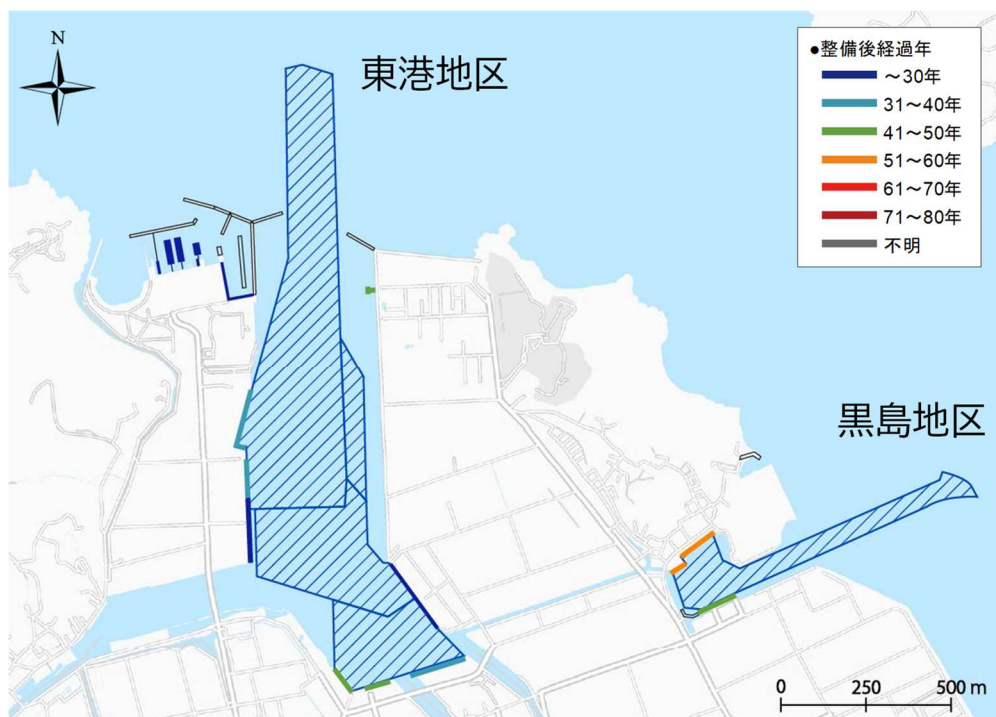 N
東港地区
●整備後経過年
~30年
31~40年
41~50年
51~60年
61~70年
71~80年
不明
黒島地区
0 250 500 m